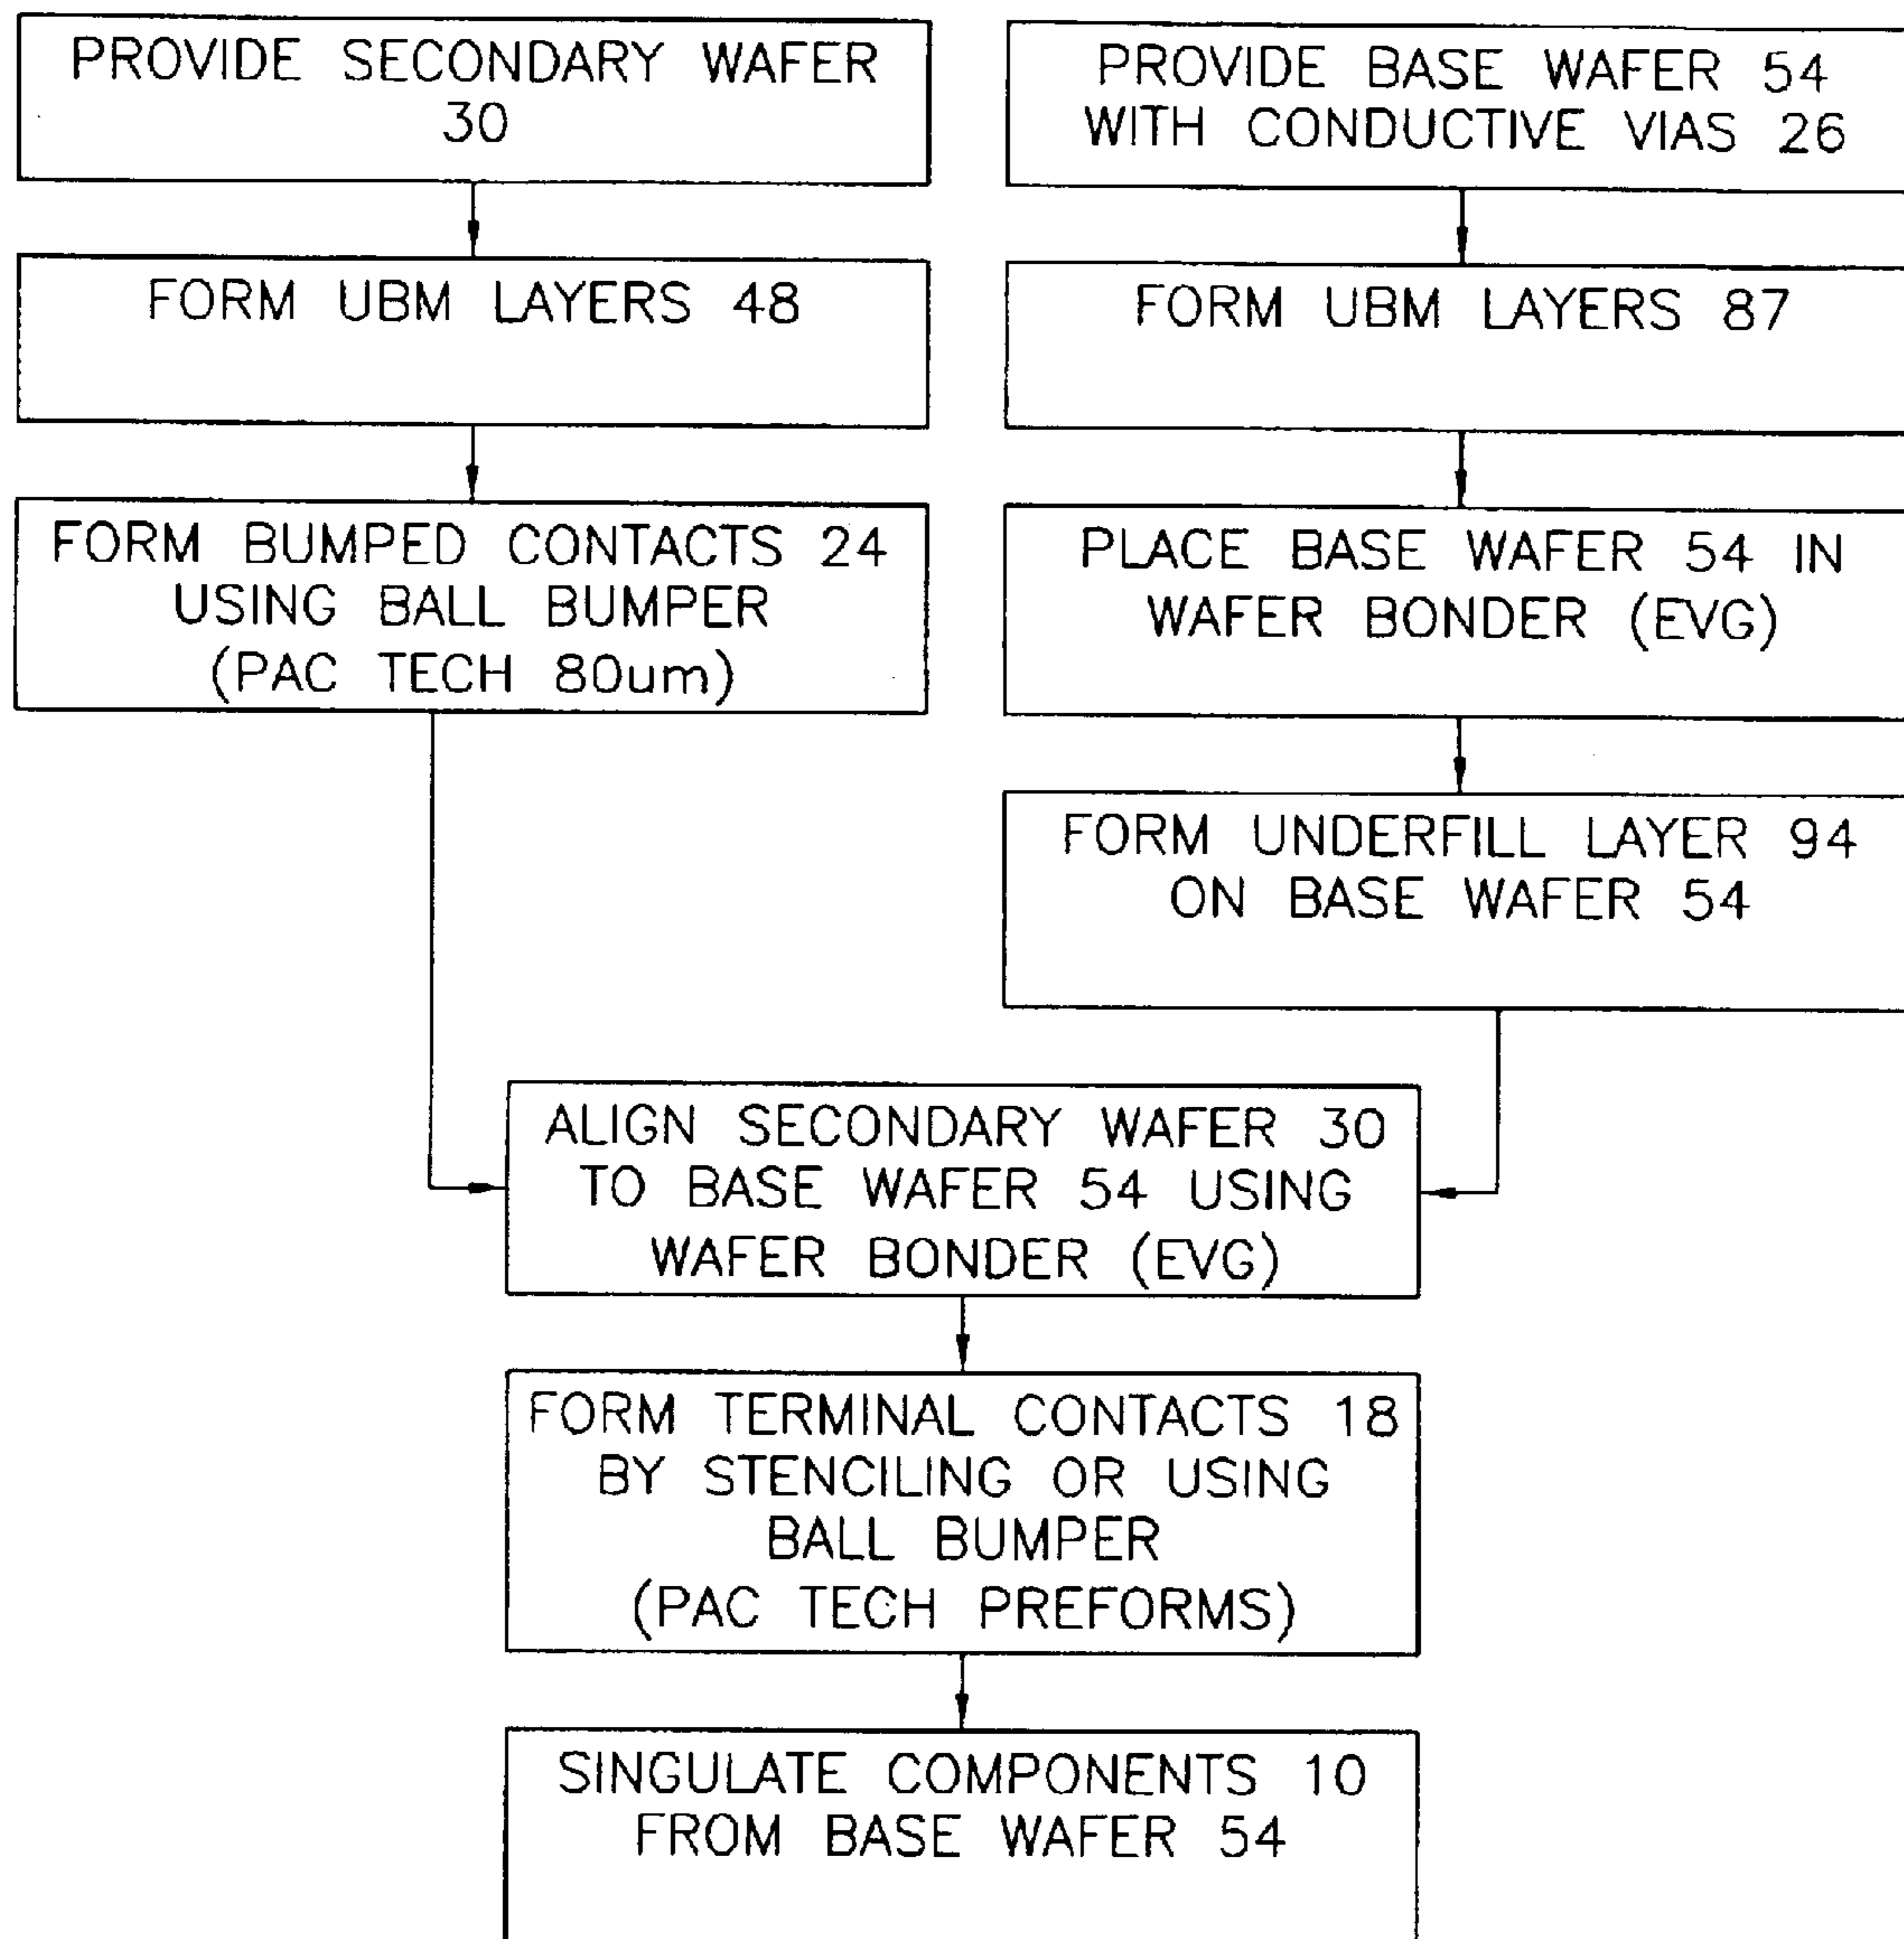 PROVIDE SECONDARY WAFER
30
FORM UBM LAYERS 48
FORM BUMPED CONTACTS 24
USING BALL BUMPER
(PAC TECH 80um)
PROVIDE BASE WAFER 54
WITH CONDUCTIVE VIAS 26
FORM UBM LAYERS 87
PLACE BASE WAFER 54 IN
WAFER BONDER (EVG)
FORM UNDERFILL LAYER 94
ON BASE WAFER 54
ALIGN SECONDARY WAFER 30
TO BASE WAFER 54 USING
WAFER BONDER (EVG)
FORM TERMINAL CONTACTS 18
BY STENCILING OR USING
BALL BUMPER
(PAC TECH PREFORMS)
SINGULATE COMPONENTS 10
FROM BASE WAFER 54